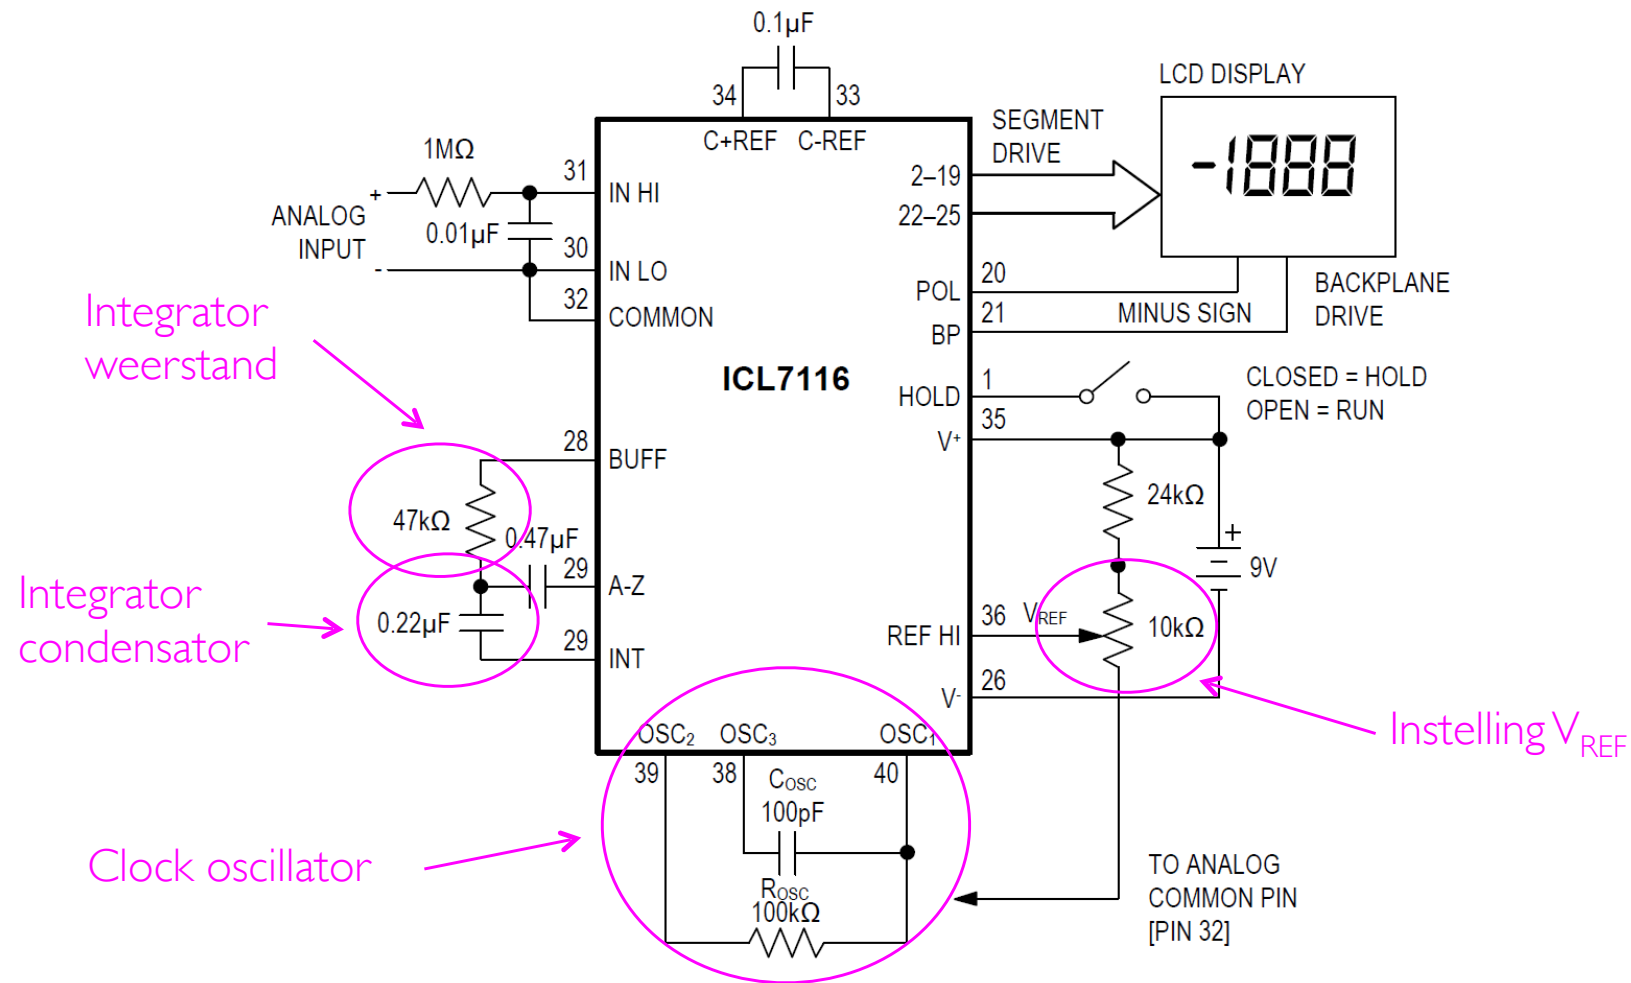 0.1µF
34
33
C+REF
C-REF
LCD DISPLAY
-1888
SEGMENT
DRIVE
2–19
22–25
1MΩ
+
ANALOG
INPUT
-
0.01µF
31
IN HI
30
IN LO
32
COMMON
20
POL
21
BP
MINUS SIGN
BACKPLANE
DRIVE
Integrator
weerstand
ICL7116
1
HOLD
35
V+
CLOSED = HOLD
OPEN = RUN
28
BUFF
47kΩ
0.47µF
29
A-Z
24kΩ
+
9V
Integrator
condensator
0.22µF
29
INT
36
REF HI
VREF
10kΩ
26
V-
Instelling VREF
OSC2
OSC3
OSC1
39
38
40
COSC
100pF
ROSC
100kΩ
Clock oscillator
TO ANALOG
COMMON PIN
[PIN 32]